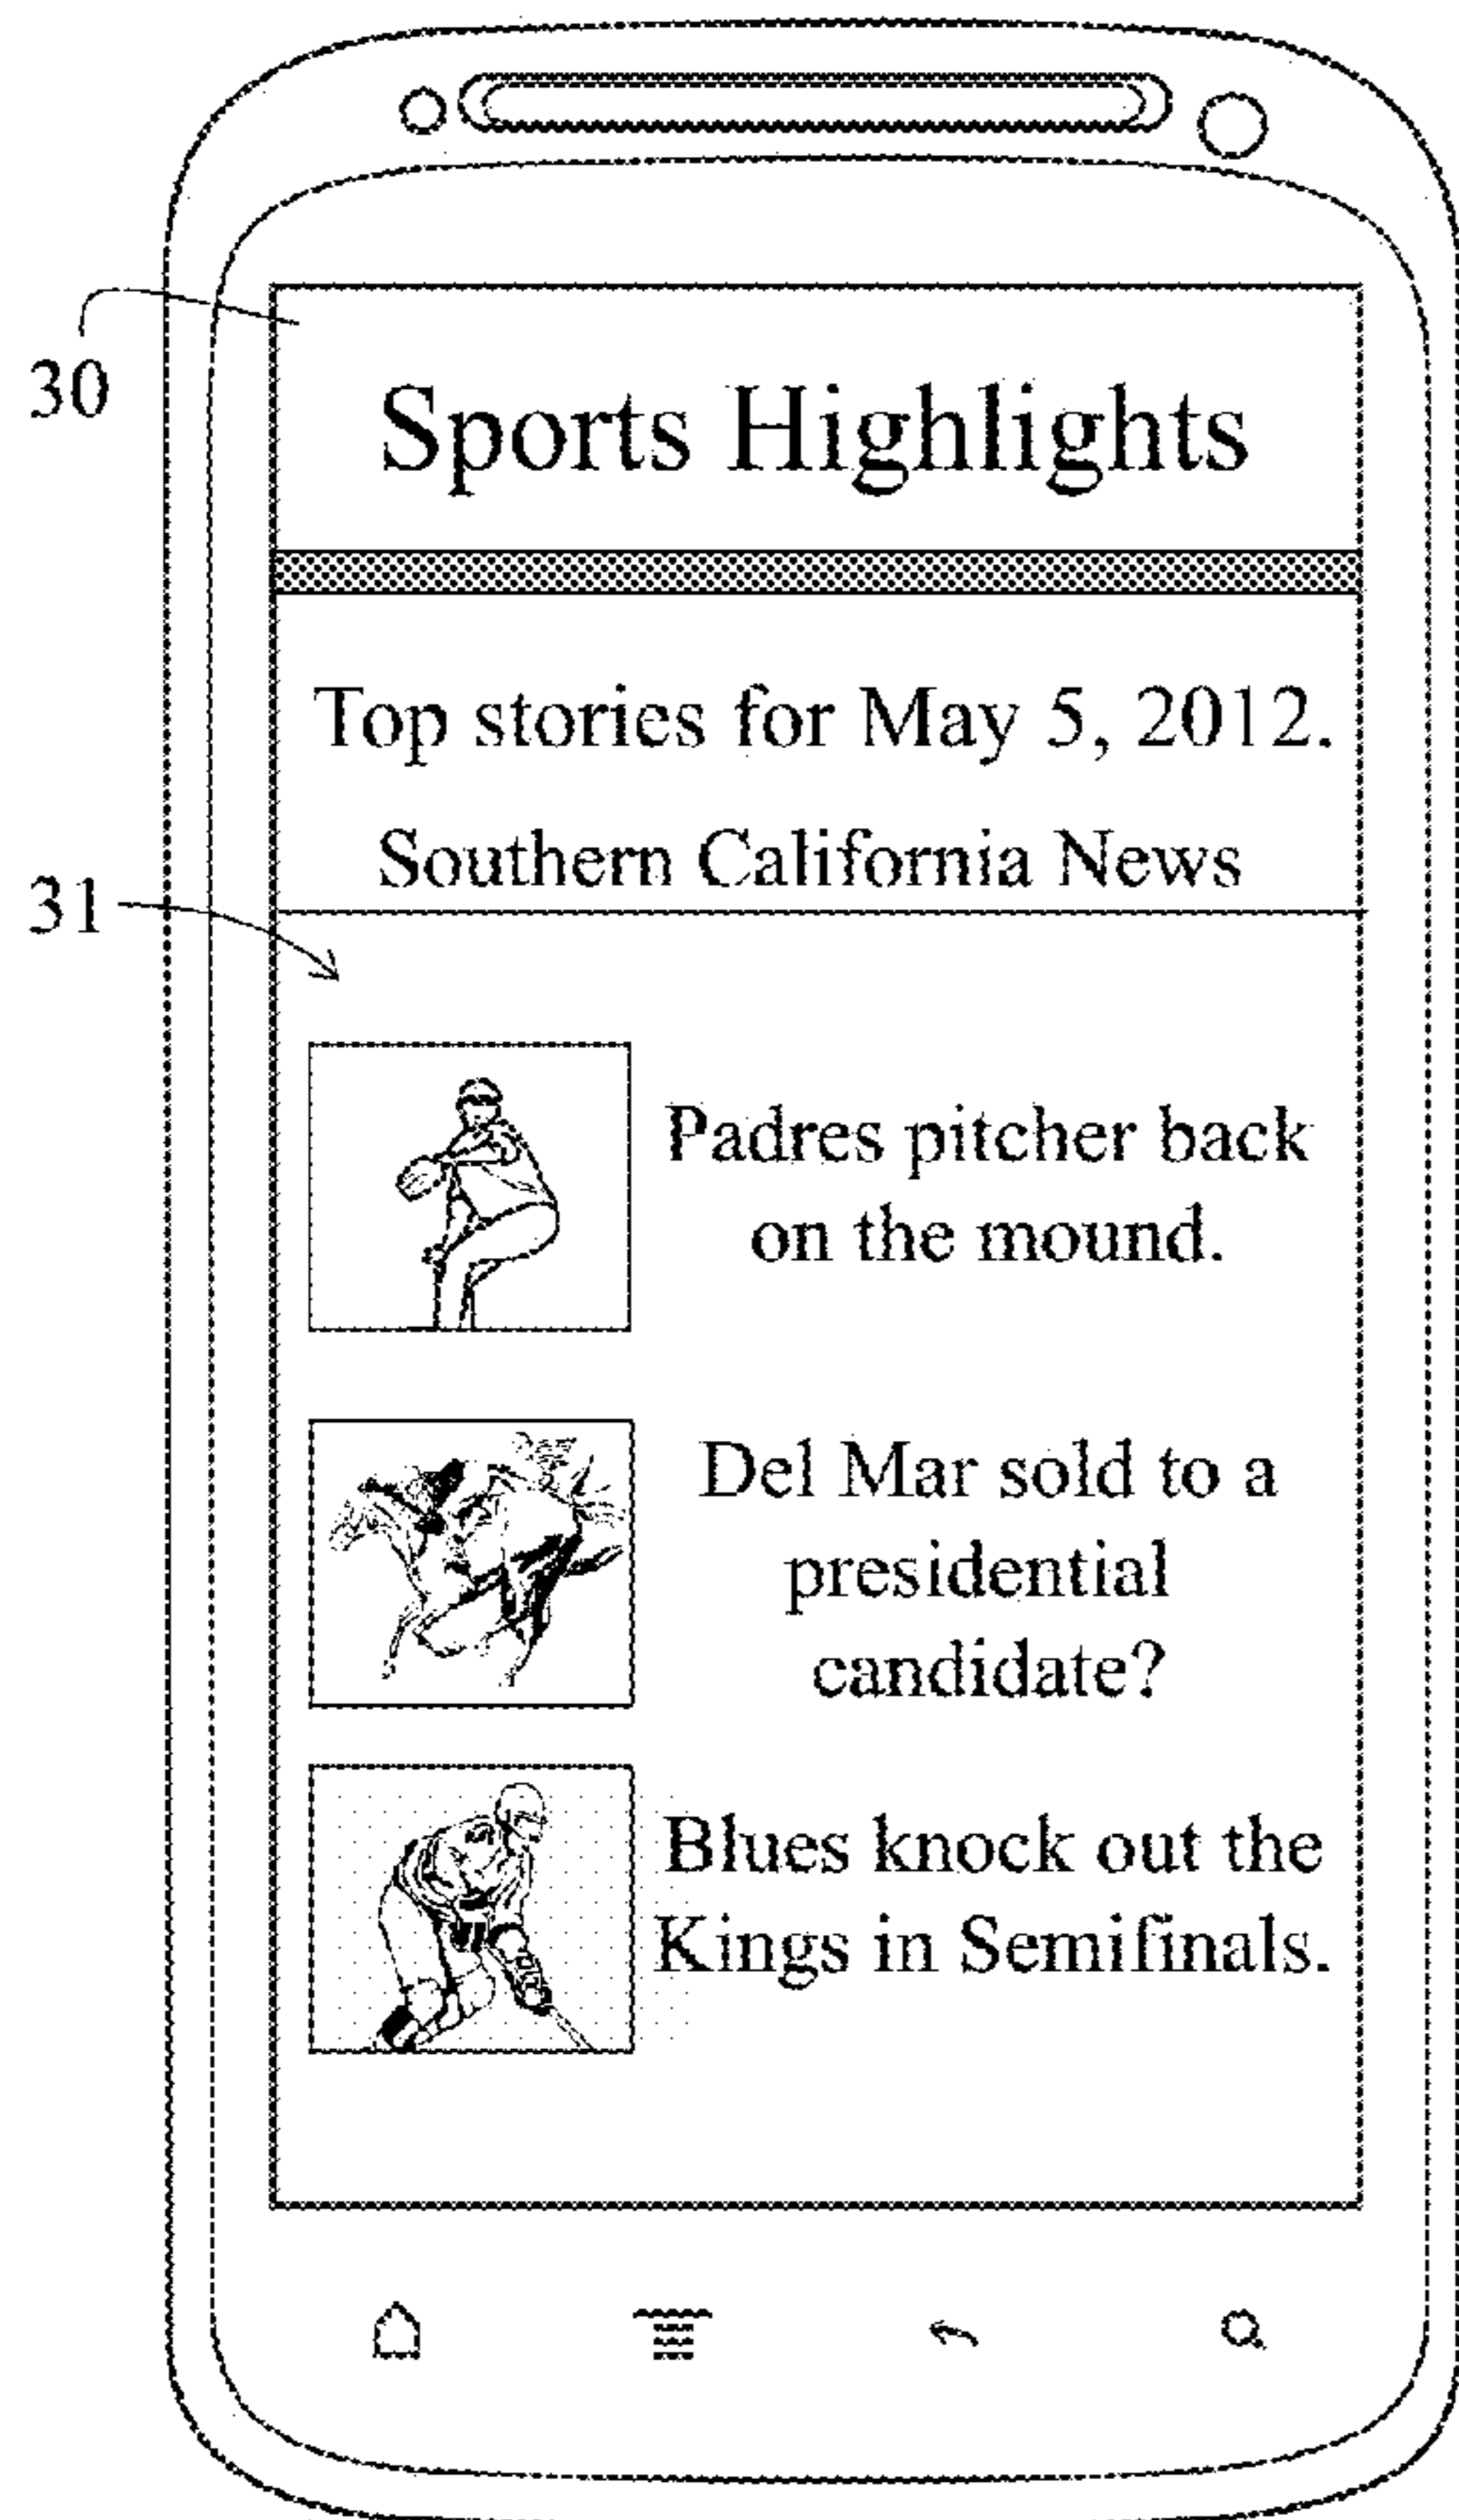 30
Sports Highlights
Top stories for May 5, 2012.
Southern California News
31
Padres pitcher back
on the mound.
Del Mar sold to a
presidential
candidate?
Blues knock out the
Kings in Semifinals.